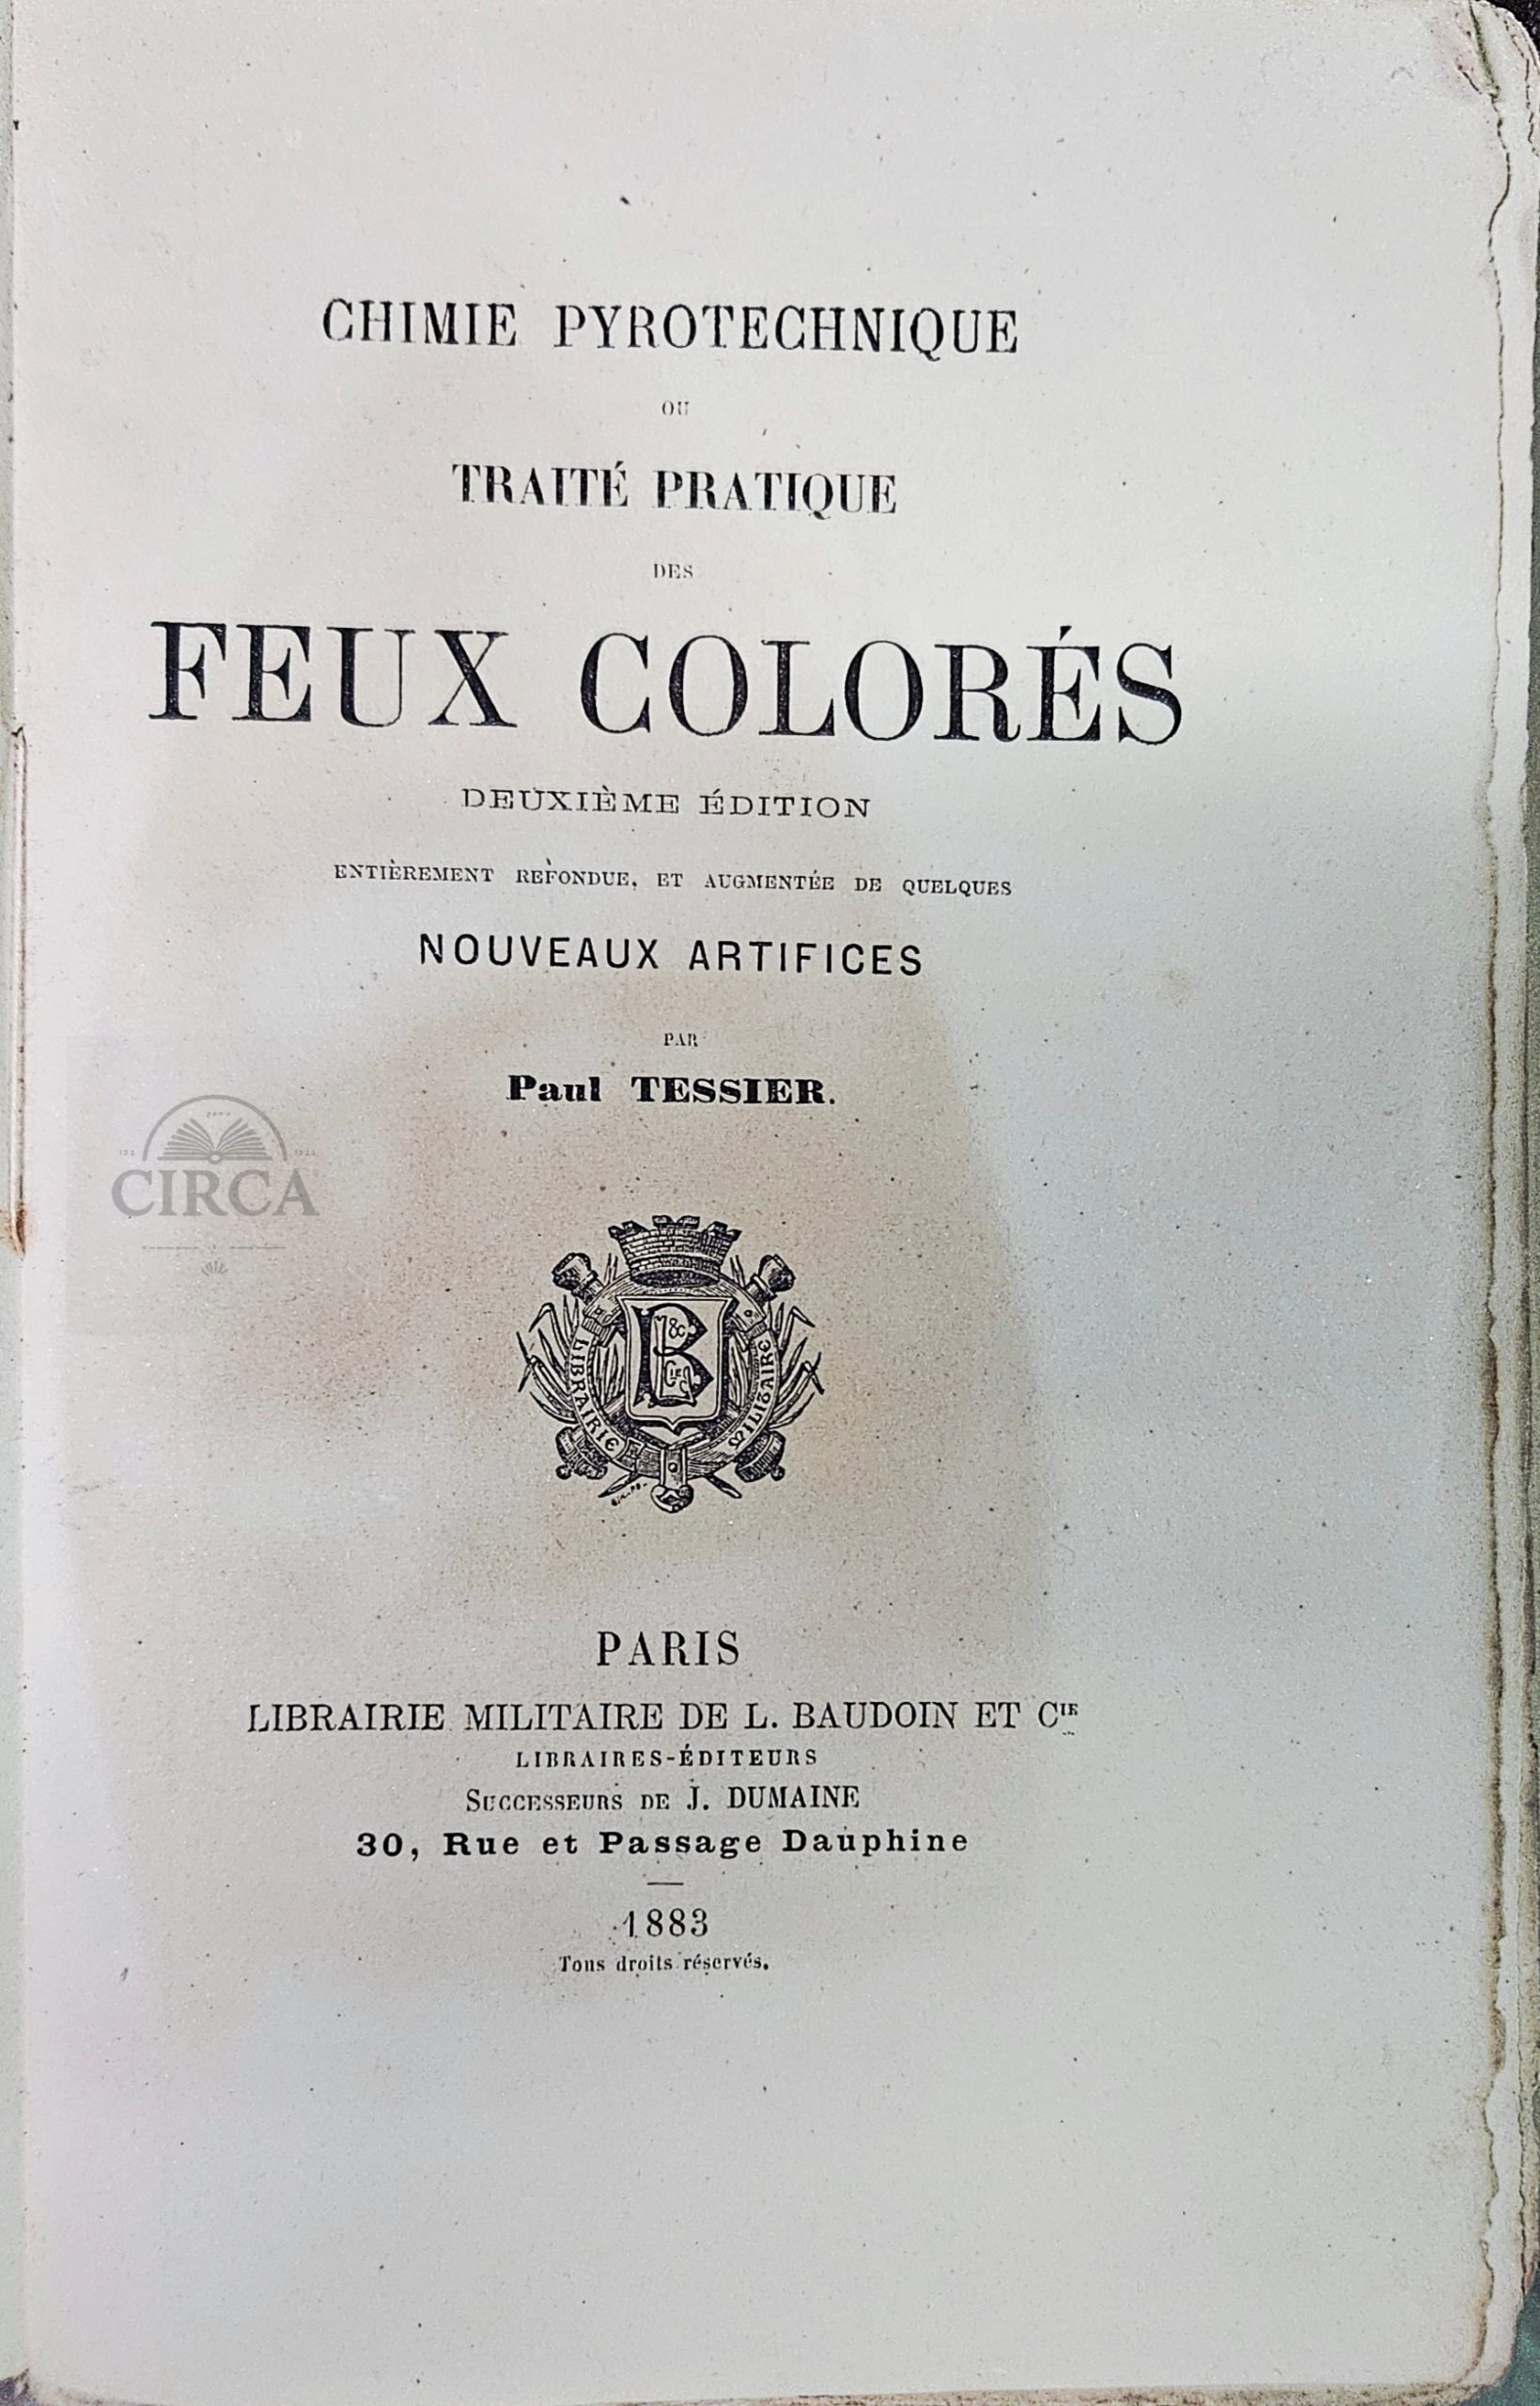 CHIMIE PYROTECHNIQUE
OU
TRAITÉ PRATIQUE
DES
FEUX COLORÉS
DEUXIÈME ÉDITION
ENTIÈREMENT REFONDUE, ET AUGMENTÉE DE QUELQUES
NOUVEAUX ARTIFICES
PAR
Paul TESSIER.
CIRCA
B & CIE
LIBRAIRIE MILITAIRE
PARIS
LIBRAIRIE MILITAIRE DE L. BAUDOIN ET CIE
LIBRAIRES-ÉDITEURS
SUCCESSEURS DE J. DUMAINE
30, Rue et Passage Dauphine
1883
Tous droits réservés.